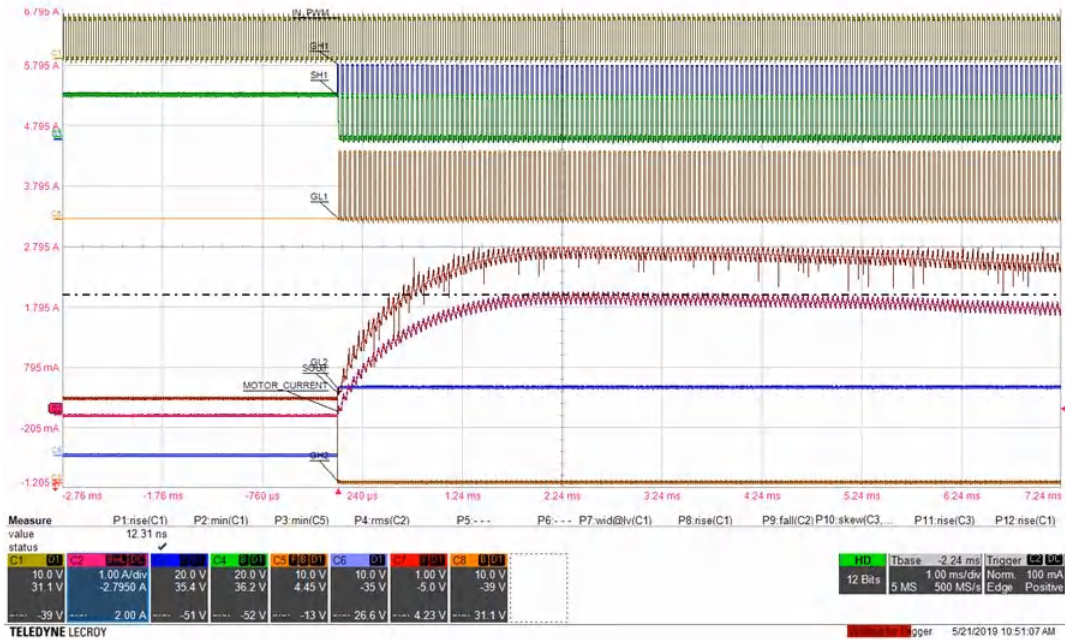 6.795 A
IN_PWM
GH1
5.795 A
SH1
4.795 A
3.795 A
GL1
2.795 A
1.795 A
GL2
795 mA
MOTOR_CURRENT
-205 mA
GH2
-1.205
-2.76 ms -1.76 ms -760 µs 240 µs 1.24 ms 2.24 ms 3.24 ms 4.24 ms 5.24 ms 6.24 ms 7.24 ms
Measure P1:rise(C1) P2:min(C1) P3:min(C5) P4:rms(C2) P5:--- P6:--- P7:wid@lv(C1) P8:rise(C1) P9:fall(C2) P10:skew(C3,... P11:rise(C3) P12:rise(C1)
value 12.31 ns
status ✓
C1 D1 C2 C4 B D1 C5 F B D1 C6 D1 C8 B D1 HD Tbase -2.24 ms Trigger C2 DC
10.0 V 1.00 A/div 20.0 V 20.0 V 10.0 V 10.0 V 1.00 V 10.0 V 12 Bits 1.00 ms/div Norm. 100 mA
31.1 V -2.7950 A 35.4 V 36.2 V 4.45 V -35 V -5.0 V -39 V 5 MS 500 MS/s Edge Positive
-39 V 2.00 A -51 V -52 V -13 V 26.6 V 4.23 V 31.1 V
TELEDYNE LECROY 5/21/2019 10:51:07 AM